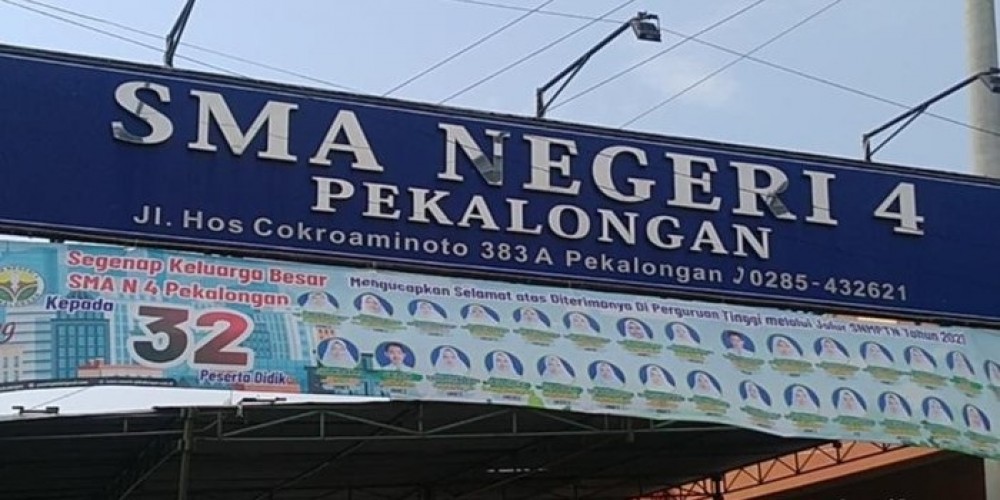 SMA NEGERI 4
PEKALONGAN
Jl. Hos Cokroaminoto 383 A Pekalongan 0285-432621
Segenap Keluarga Besar
SMA N 4 Pekalongan
Mengucapkan Selamat atas Diterimanya Di Perguruan Tinggi melalui Jalur SNMPTN Tahun 2021
Kepada
32
Peserta Didik